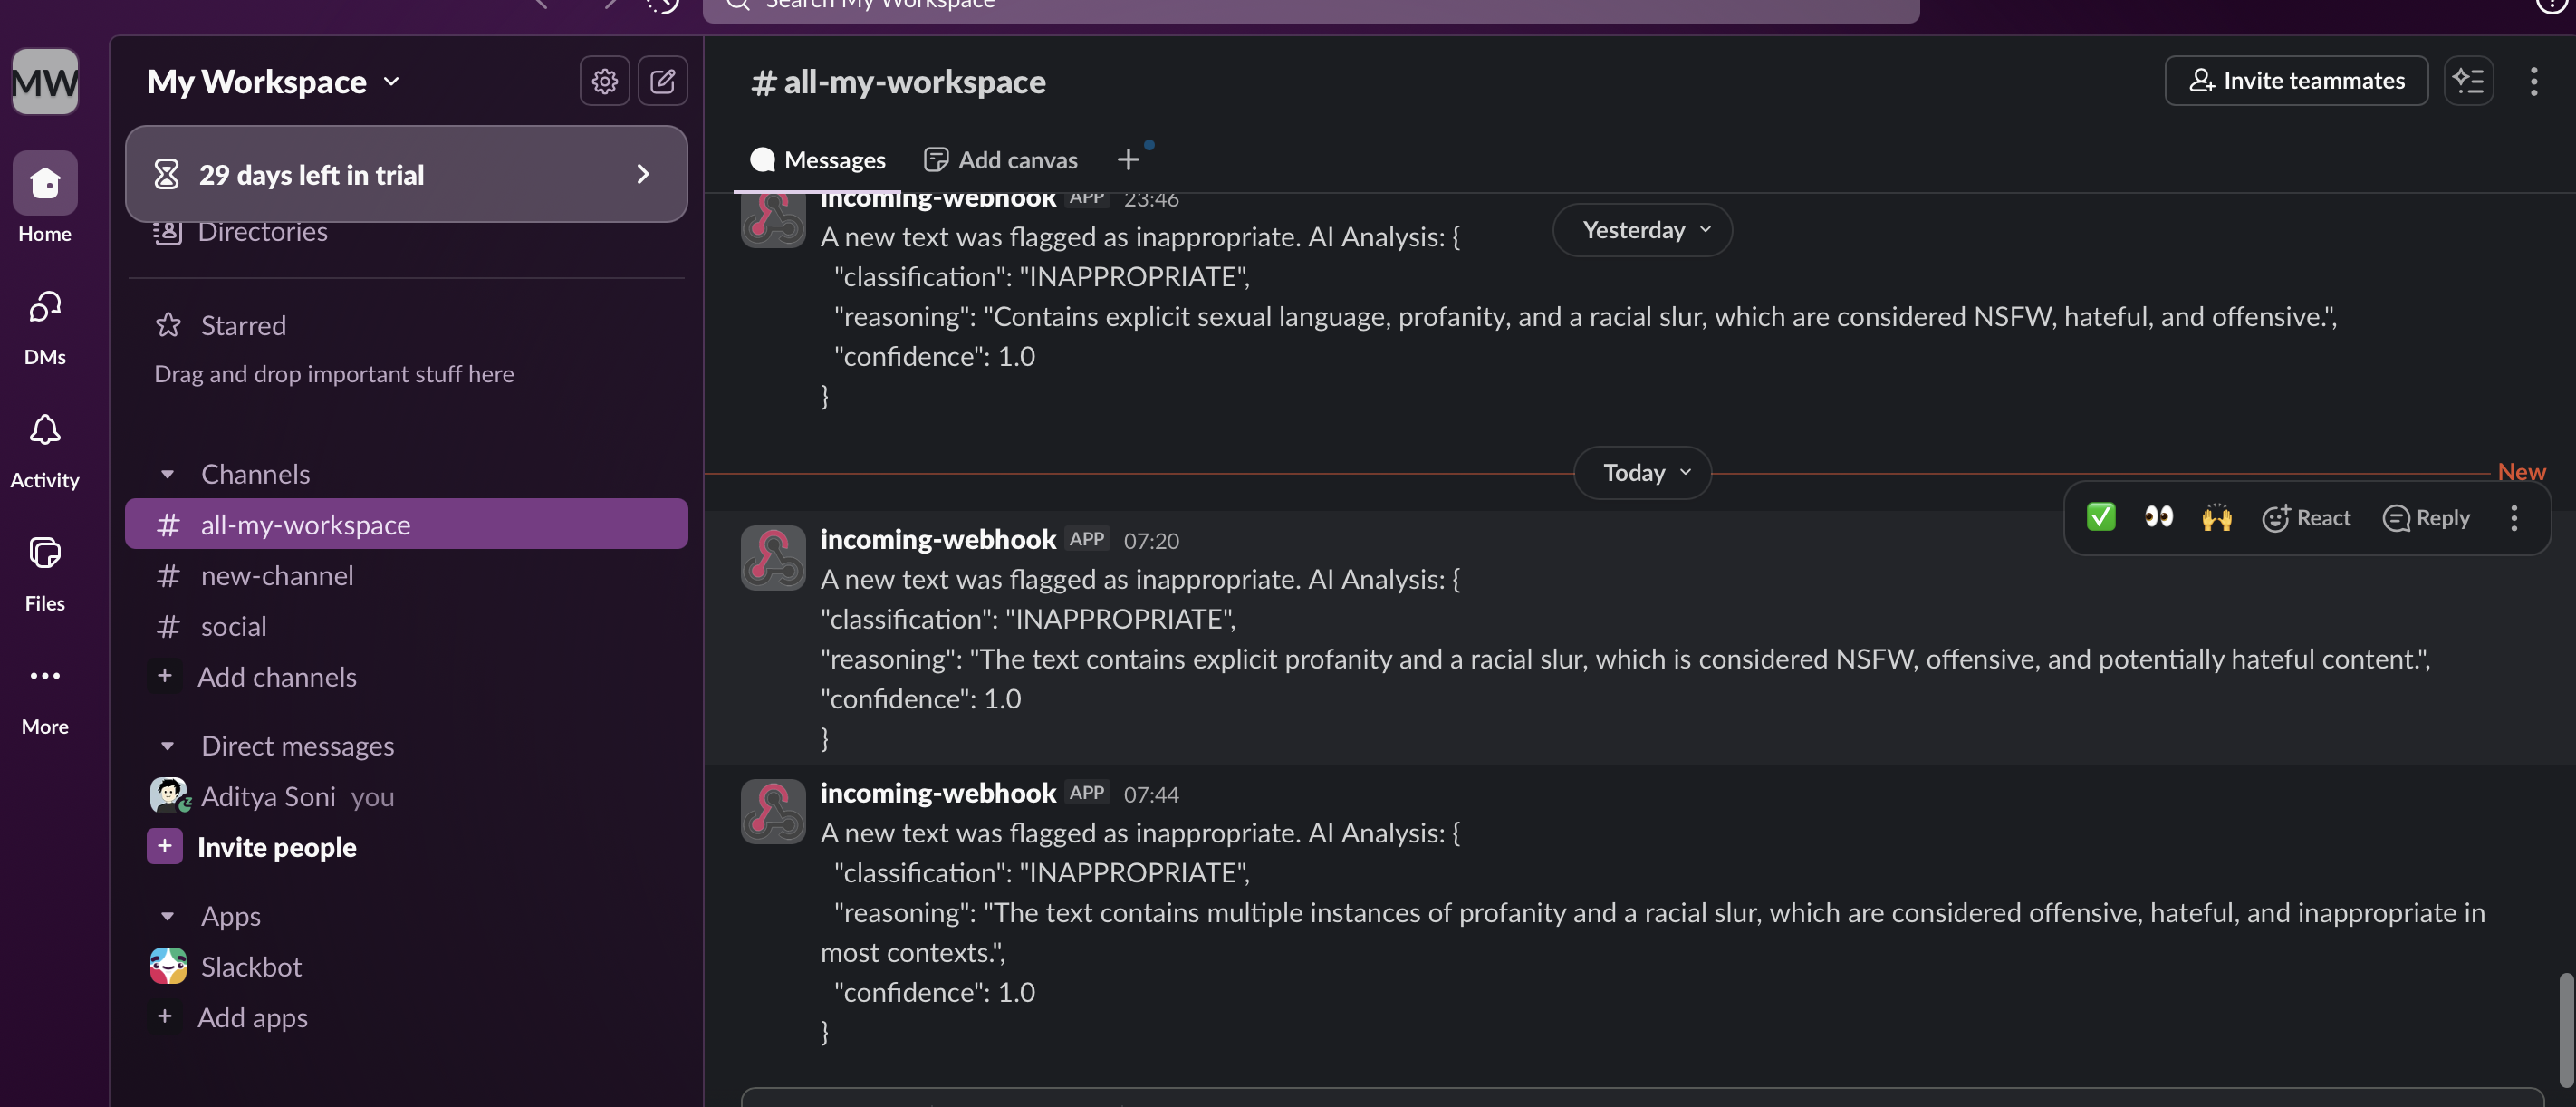 Search My Workspace
MW
My Workspace
29 days left in trial
Directories
Home
DMs
Activity
Files
More
Starred
Drag and drop important stuff here
Channels
# all-my-workspace
# new-channel
# social
+ Add channels
Direct messages
Aditya Soni you
+ Invite people
Apps
Slackbot
+ Add apps
# all-my-workspace
Invite teammates
Messages
Add canvas
+
Yesterday
incoming-webhook APP 23:46
A new text was flagged as inappropriate. AI Analysis: {
"classification": "INAPPROPRIATE",
"reasoning": "Contains explicit sexual language, profanity, and a racial slur, which are considered NSFW, hateful, and offensive.",
"confidence": 1.0
}
Today
New
React
Reply
incoming-webhook APP 07:20
A new text was flagged as inappropriate. AI Analysis: {
"classification": "INAPPROPRIATE",
"reasoning": "The text contains explicit profanity and a racial slur, which is considered NSFW, offensive, and potentially hateful content.",
"confidence": 1.0
}
incoming-webhook APP 07:44
A new text was flagged as inappropriate. AI Analysis: {
"classification": "INAPPROPRIATE",
"reasoning": "The text contains multiple instances of profanity and a racial slur, which are considered offensive, hateful, and inappropriate in
most contexts.",
"confidence": 1.0
}